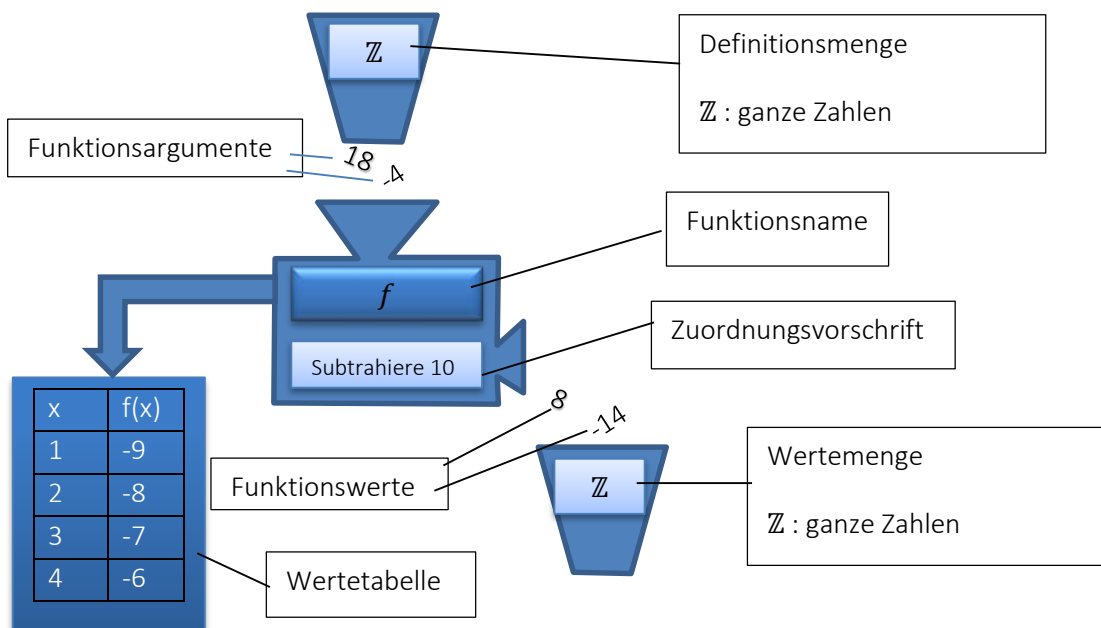 ℤ
Definitionsmenge
ℤ : ganze Zahlen
Funktionsargumente
18
-4
Funktionsname
f
Zuordnungsvorschrift
Subtrahiere 10
x f(x)
1 -9
2 -8
3 -7
4 -6
8
-14
Funktionswerte
ℤ
Wertemenge
ℤ : ganze Zahlen
Wertetabelle